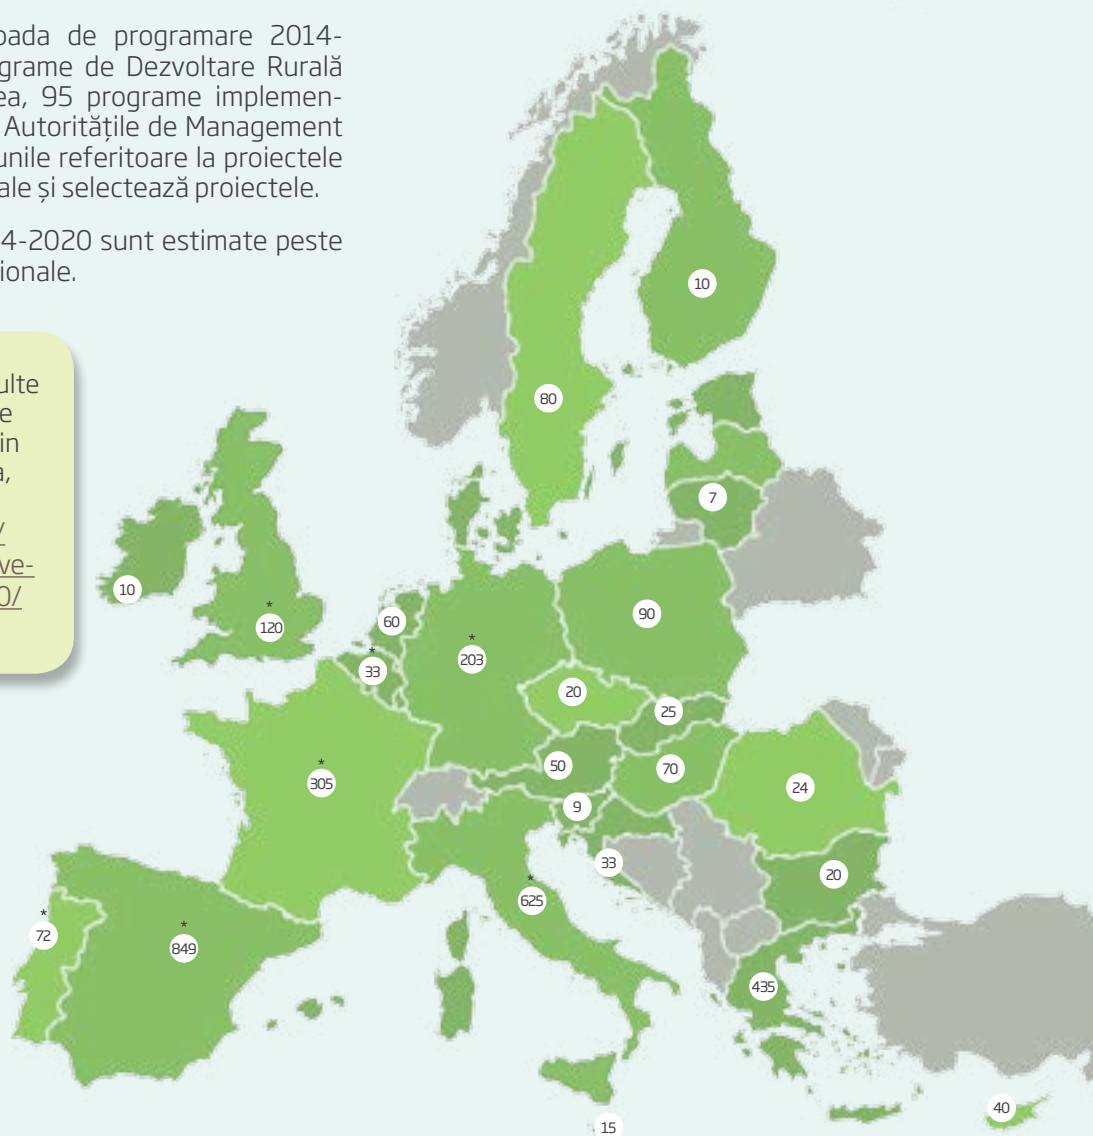 oada de programare 2014-
grame de Dezvoltare Rurală
ea, 95 programe implemen-
Autoritățile de Management
unile referitoare la proiectele
ale și selectează proiectele.
4-2020 sunt estimate peste
ionale.
ulte
e
in
a,
/
ve-
0/
10
80
7
10
*
120
60
*
33
*
203
90
20
25
50
70
*
305
9
24
33
20
*
625
*
72
*
849
435
40
15